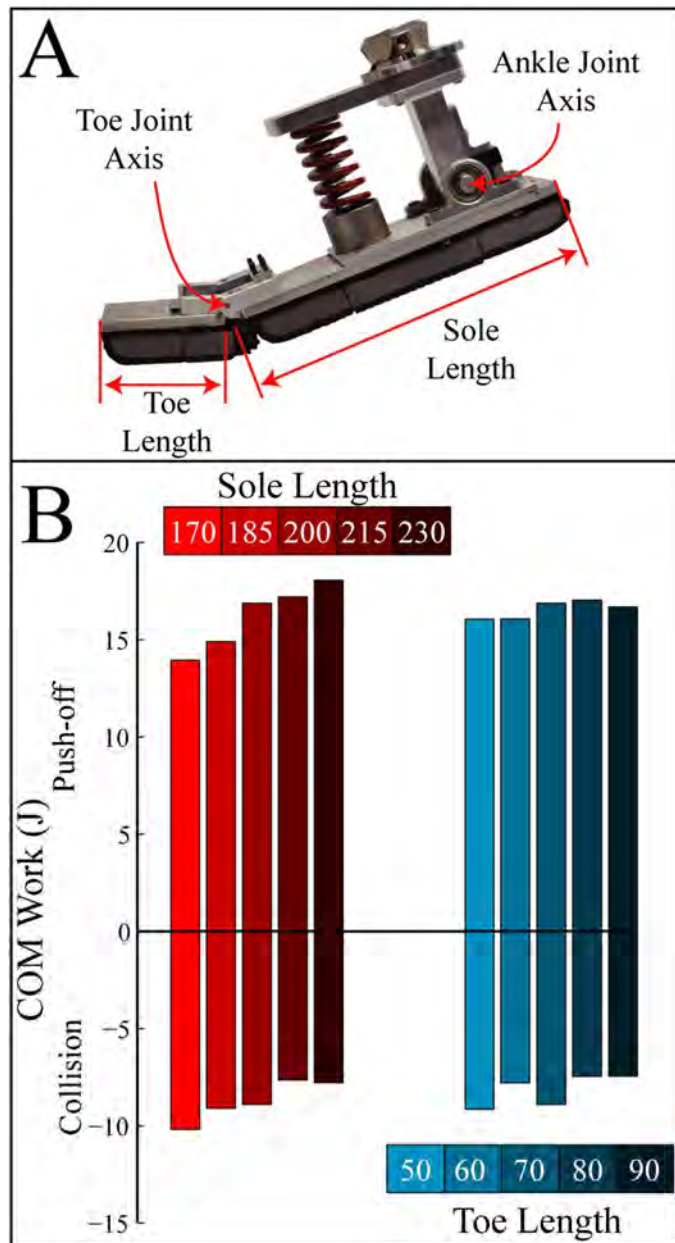 A
Ankle Joint
Axis
Toe Joint
Axis
Sole
Length
Toe
Length
B
Sole Length
170 185 200 215 230
20
15
10
5
0
−5
−10
−15
COM Work (J)
Push-off
Collision
50 60 70 80 90
Toe Length